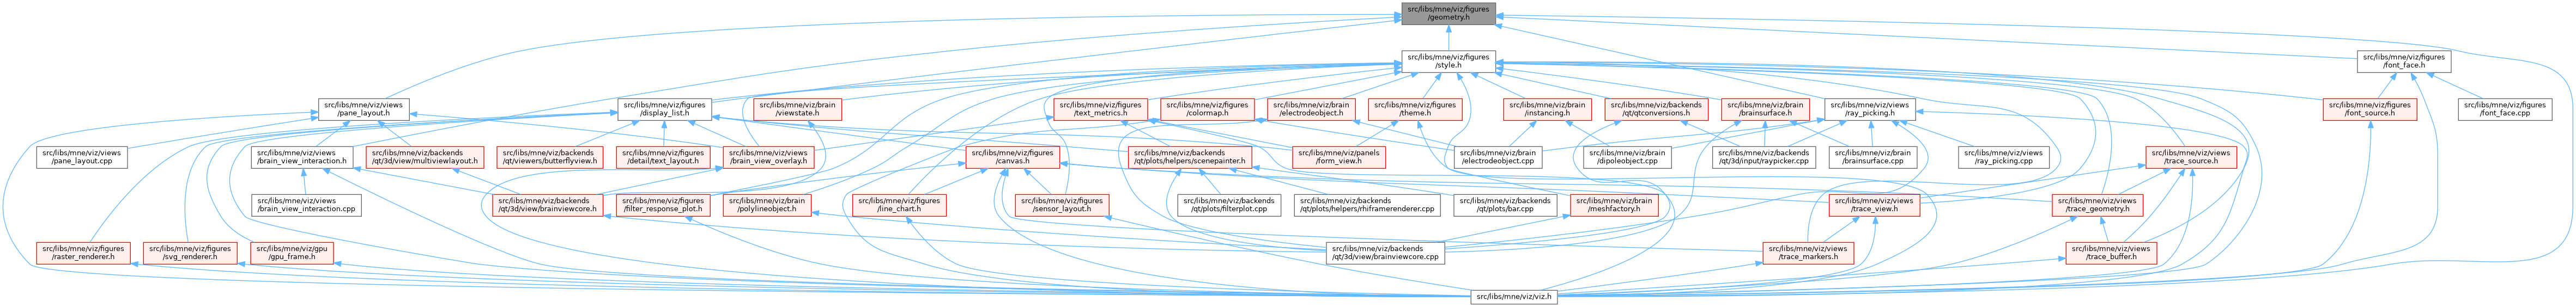 src/libs/mne/viz/figures
/geometry.h
src/libs/mne/viz/figures
/style.h
src/libs/mne/viz/figures
/font_face.h
src/libs/mne/viz/views
/pane_layout.h
src/libs/mne/viz/figures
/display_list.h
src/libs/mne/viz/brain
/viewstate.h
src/libs/mne/viz/figures
/text_metrics.h
src/libs/mne/viz/figures
/colormap.h
src/libs/mne/viz/brain
/electrodeobject.h
src/libs/mne/viz/figures
/theme.h
src/libs/mne/viz/brain
/instancing.h
src/libs/mne/viz/backends
/qt/qtconversions.h
src/libs/mne/viz/brain
/brainsurface.h
src/libs/mne/viz/views
/ray_picking.h
src/libs/mne/viz/figures
/font_source.h
src/libs/mne/viz/figures
/font_face.cpp
src/libs/mne/viz/views
/pane_layout.cpp
src/libs/mne/viz/views
/brain_view_interaction.h
src/libs/mne/viz/backends
/qt/3d/view/multiviewlayout.h
src/libs/mne/viz/backends
/qt/viewers/butterflyview.h
src/libs/mne/viz/figures
/detail/text_layout.h
src/libs/mne/viz/views
/brain_view_overlay.h
src/libs/mne/viz/figures
/canvas.h
src/libs/mne/viz/backends
/qt/plots/helpers/scenepainter.h
src/libs/mne/viz/panels
/form_view.h
src/libs/mne/viz/brain
/electrodeobject.cpp
src/libs/mne/viz/brain
/dipoleobject.cpp
src/libs/mne/viz/backends
/qt/3d/input/raypicker.cpp
src/libs/mne/viz/brain
/brainsurface.cpp
src/libs/mne/viz/views
/ray_picking.cpp
src/libs/mne/viz/views
/trace_source.h
src/libs/mne/viz/views
/brain_view_interaction.cpp
src/libs/mne/viz/backends
/qt/3d/view/brainviewcore.h
src/libs/mne/viz/figures
/filter_response_plot.h
src/libs/mne/viz/brain
/polylineobject.h
src/libs/mne/viz/figures
/line_chart.h
src/libs/mne/viz/figures
/sensor_layout.h
src/libs/mne/viz/backends
/qt/plots/filterplot.cpp
src/libs/mne/viz/backends
/qt/plots/helpers/rhiframerenderer.cpp
src/libs/mne/viz/backends
/qt/plots/bar.cpp
src/libs/mne/viz/brain
/meshfactory.h
src/libs/mne/viz/views
/trace_view.h
src/libs/mne/viz/views
/trace_geometry.h
src/libs/mne/viz/figures
/raster_renderer.h
src/libs/mne/viz/figures
/svg_renderer.h
src/libs/mne/viz/gpu
/gpu_frame.h
src/libs/mne/viz/backends
/qt/3d/view/brainviewcore.cpp
src/libs/mne/viz/views
/trace_markers.h
src/libs/mne/viz/views
/trace_buffer.h
src/libs/mne/viz/viz.h